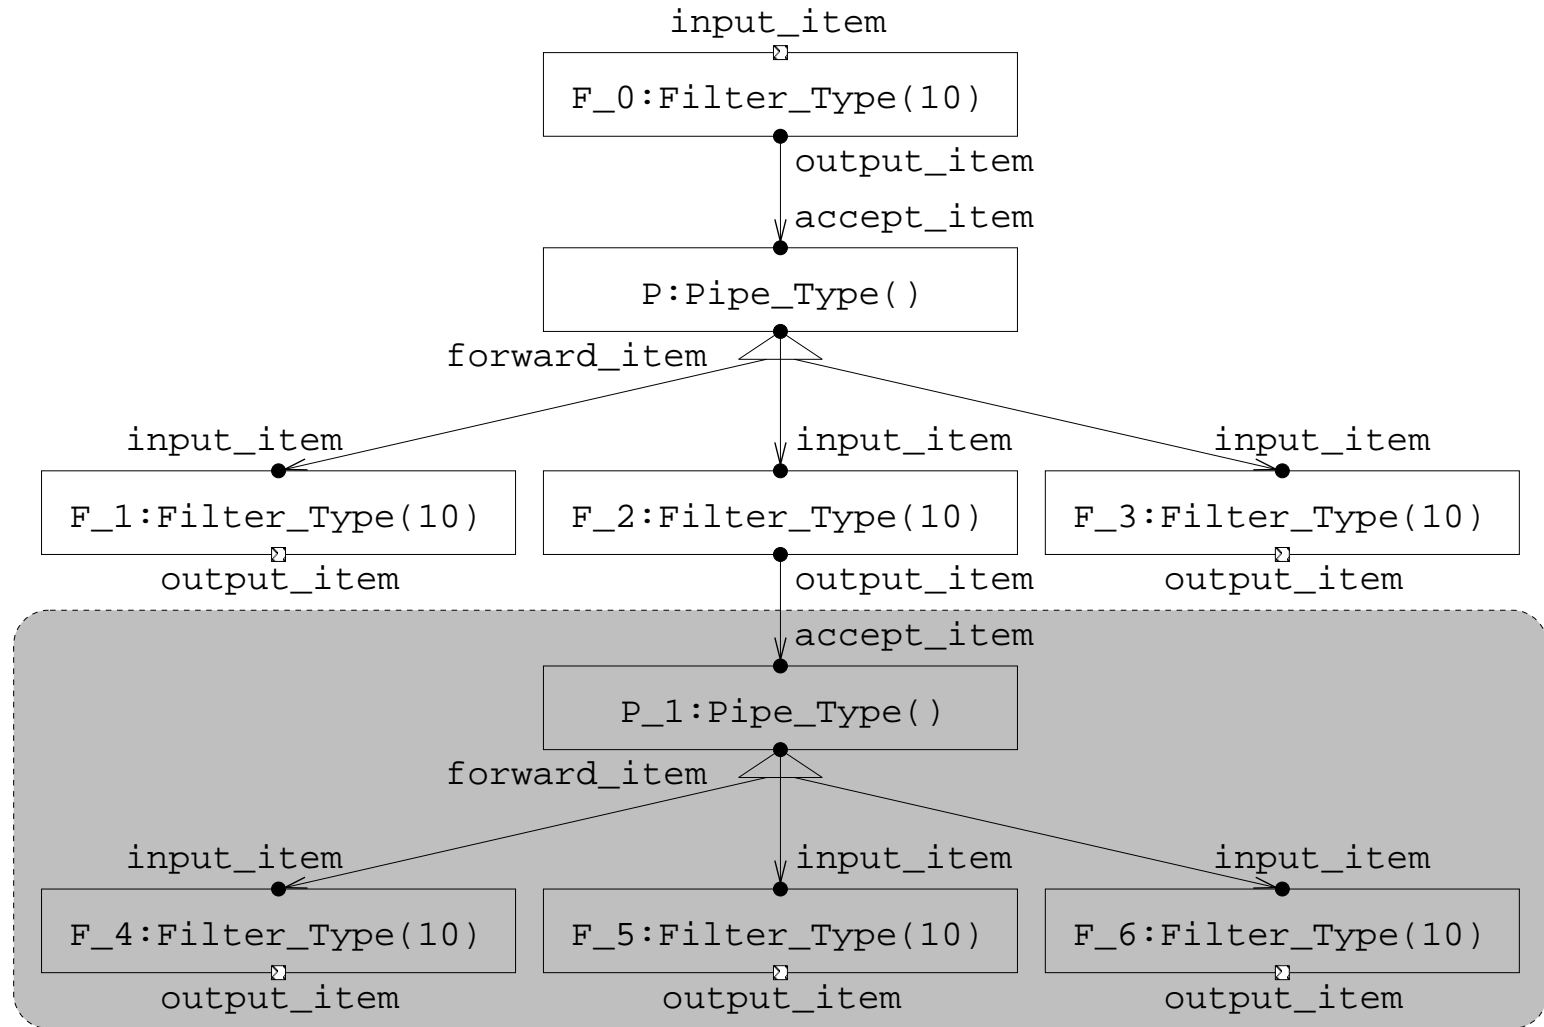 input_item
F_0:Filter_Type(10)
output_item
accept_item
P:Pipe_Type()
forward_item
input_item
input_item
input_item
F_1:Filter_Type(10)
F_2:Filter_Type(10)
F_3:Filter_Type(10)
output_item
output_item
output_item
accept_item
P_1:Pipe_Type()
forward_item
input_item
input_item
input_item
F_4:Filter_Type(10)
F_5:Filter_Type(10)
F_6:Filter_Type(10)
output_item
output_item
output_item